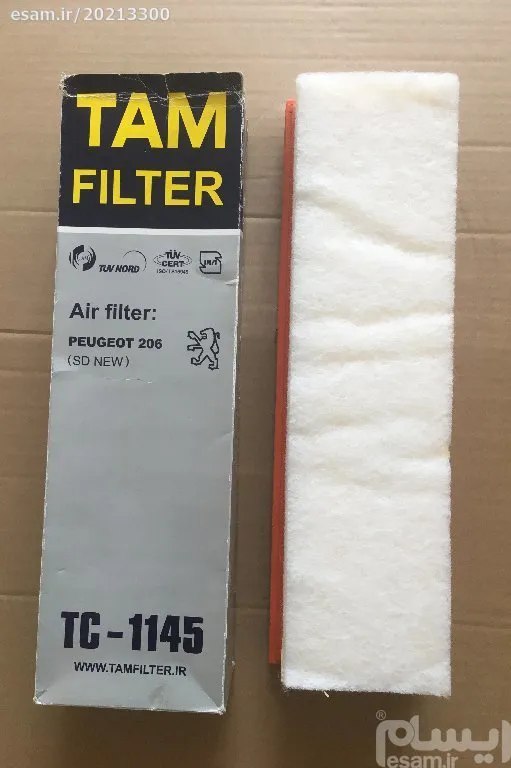 esam.ir/20213300
TAM
FILTER
TUV NORD
TÜV
CERT
Air filter:
PEUGEOT 206
(SD NEW)
TC-1145
WWW.TAMFILTER.IR
ایسام®
esam.ir